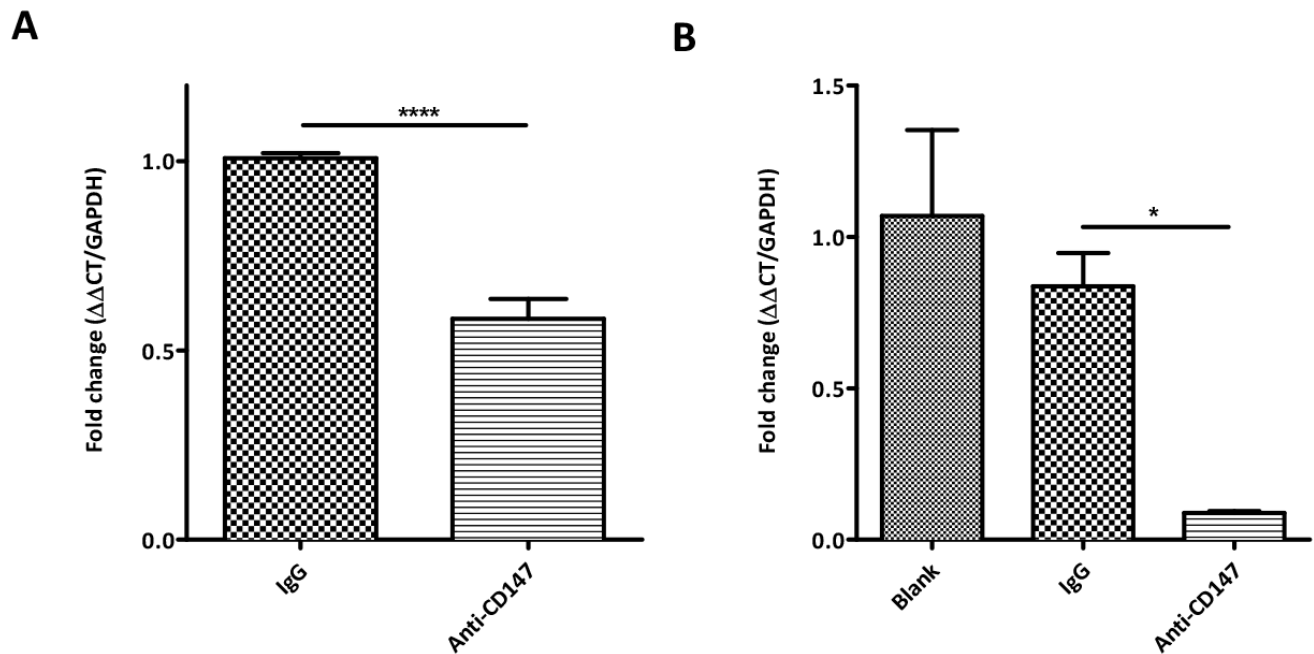 A
Fold change (ΔΔCT/GAPDH)
1.0
0.5
0.0
****
IgG
Anti-CD147
B
Fold change (ΔΔCT/GAPDH)
1.5
1.0
0.5
0.0
*
Blank
IgG
Anti-CD147